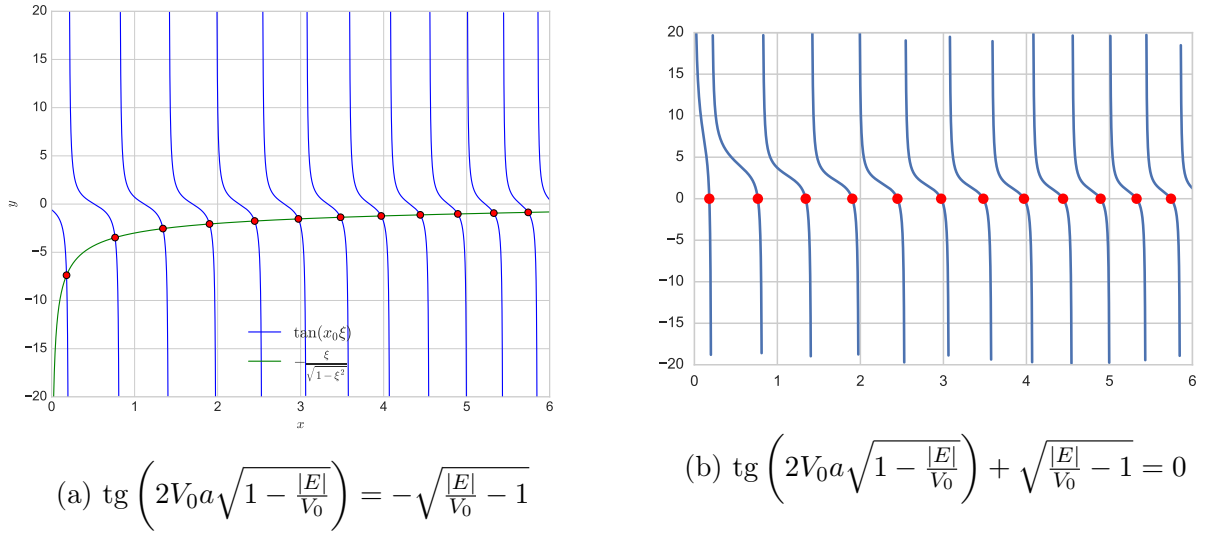 20
15
10
5
0
−5
−10
−15
−20
y
0 1 2 3 4 5 6
x
tan(x₀ξ)
−ξ/√(1−ξ²)
(a) tg (2V₀a√(1 − |E|/V₀)) = −√(|E|/V₀ − 1)
20
15
10
5
0
−5
−10
−15
−20
0 1 2 3 4 5 6
(b) tg (2V₀a√(1 − |E|/V₀)) + √(|E|/V₀ − 1) = 0